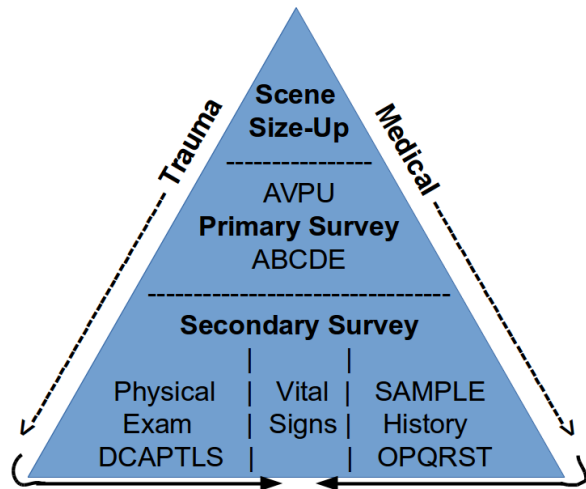 Scene
Size-Up
Trauma
Medical
----------------
AVPU
Primary Survey
ABCDE
---------------------------------
Secondary Survey
| |
Physical | Vital | SAMPLE
Exam | Signs | History
DCAPTLS | | OPQRST